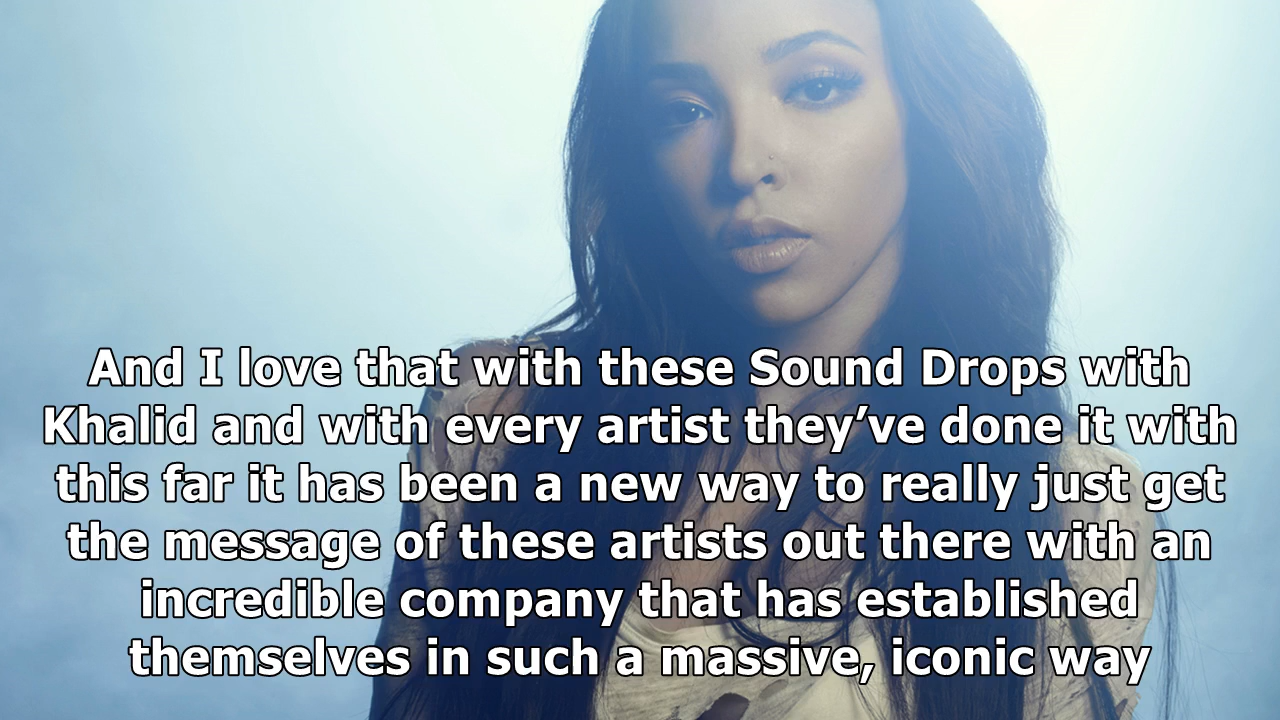 And I love that with these Sound Drops with
Khalid and with every artist they’ve done it with
this far it has been a new way to really just get
the message of these artists out there with an
incredible company that has established
themselves in such a massive, iconic way